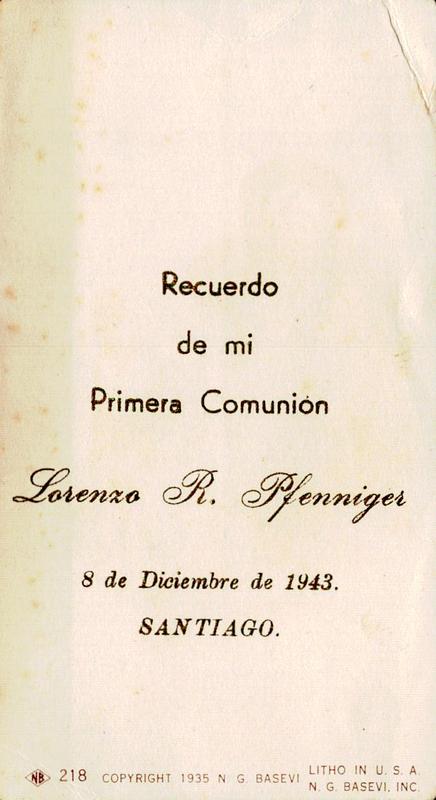 Recuerdo
de mi
Primera Comunión
Lorenzo R. Pfenniger
8 de Diciembre de 1943.
SANTIAGO.
NB 218 COPYRIGHT 1935 N. G. BASEVI LITHO IN U. S. A.
N. G. BASEVI, INC.